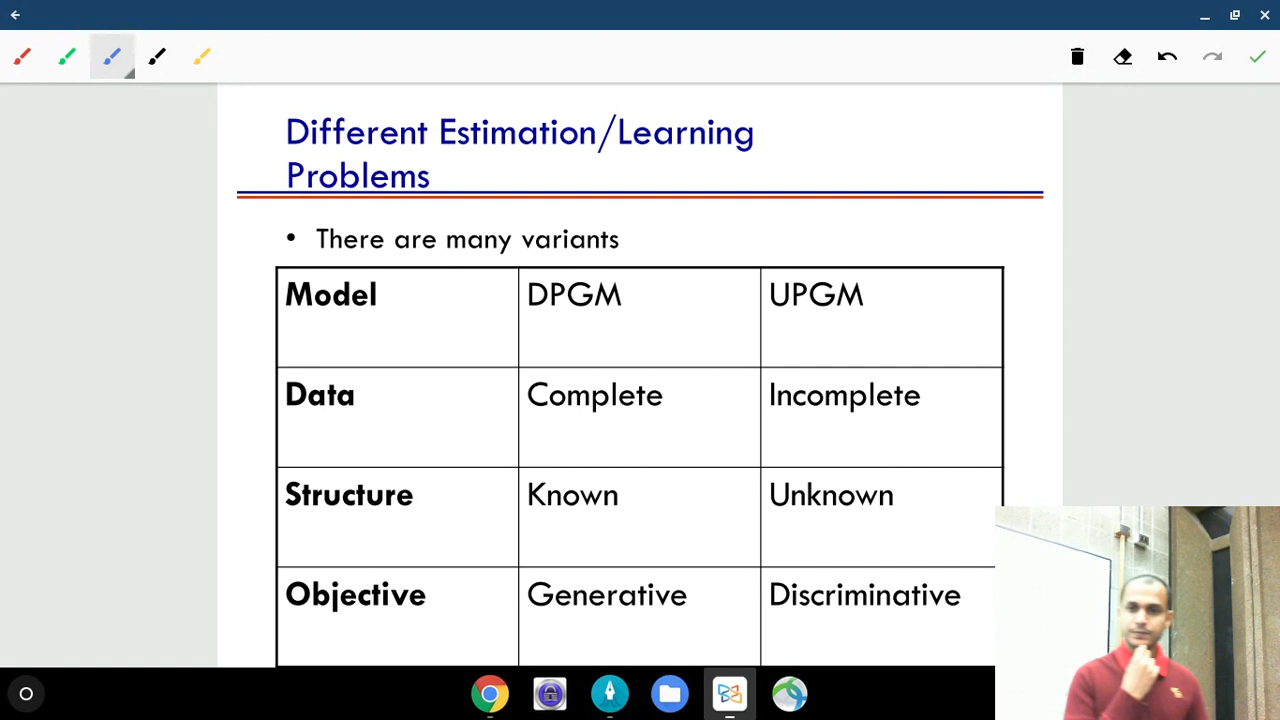 Different Estimation/Learning
Problems
• There are many variants
Model DPGM UPGM
Data Complete Incomplete
Structure Known Unknown
Objective Generative Discriminative